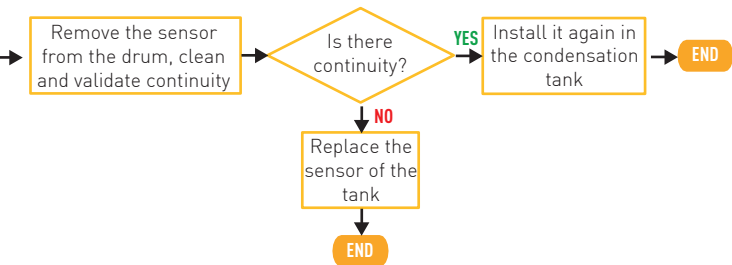 Remove the sensor
from the drum, clean
and validate continuity
Is there
continuity?
YES
Install it again in
the condensation
tank
END
NO
Replace the
sensor of the
tank
END